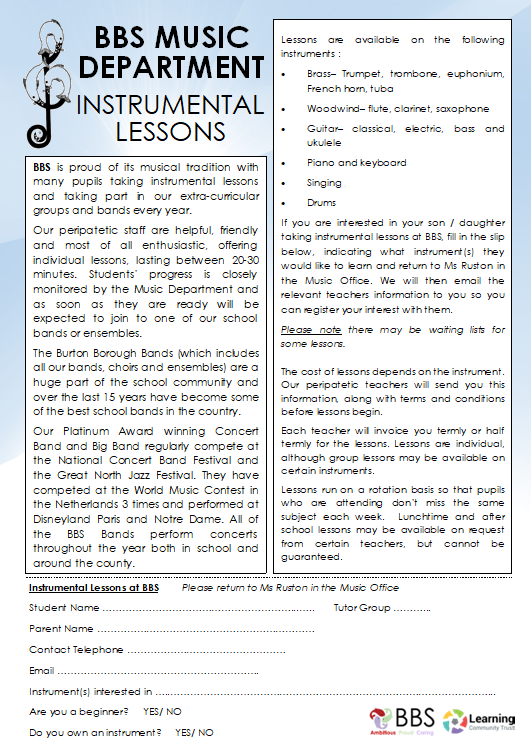 BBS MUSIC
DEPARTMENT
INSTRUMENTAL
LESSONS
BBS is proud of its musical tradition with
many pupils taking instrumental lessons
and taking part in our extra-curricular
groups and bands every year.
Our peripatetic staff are helpful, friendly
and most of all enthusiastic, offering
individual lessons, lasting between 20-30
minutes. Students’ progress is closely
monitored by the Music Department and
as soon as they are ready will be
expected to join to one of our school
bands or ensembles.
The Burton Borough Bands (which includes
all our bands, choirs and ensembles) are a
huge part of the school community and
over the last 15 years have become some
of the best school bands in the country.
Our Platinum Award winning Concert
Band and Big Band regularly compete at
the National Concert Band Festival and
the Great North Jazz Festival. They have
competed at the World Music Contest in
the Netherlands 3 times and performed at
Disneyland Paris and Notre Dame. All of
the BBS Bands perform concerts
throughout the year both in school and
around the county.
Lessons are available on the following
instruments :
• Brass– Trumpet, trombone, euphonium,
French horn, tuba
• Woodwind– flute, clarinet, saxophone
• Guitar– classical, electric, bass and
ukulele
• Piano and keyboard
• Singing
• Drums
If you are interested in your son / daughter
taking instrumental lessons at BBS, fill in the slip
below, indicating what instrument(s) they
would like to learn and return to Ms Ruston in
the Music Office. We will then email the
relevant teachers information to you so you
can register your interest with them.
Please note there may be waiting lists for
some lessons.
The cost of lessons depends on the instrument.
Our peripatetic teachers will send you this
information, along with terms and conditions
before lessons begin.
Each teacher will invoice you termly or half
termly for the lessons. Lessons are individual,
although group lessons may be available on
certain instruments.
Lessons run on a rotation basis so that pupils
who are attending don’t miss the same
subject each week. Lunchtime and after
school lessons may be available on request
from certain teachers, but cannot be
guaranteed.
Instrumental Lessons at BBS Please return to Ms Ruston in the Music Office
Student Name ………………………………………………………… Tutor Group ………..
Parent Name ………………………………………………………
Contact Telephone …………………………………………
Email ……………………………………………………
Instrument(s) interested in ………………………………………………………………………………
Are you a beginner? YES/ NO
Do you own an instrument? YES/ NO
BBS
Ambitious Proud Caring
Learning
Community Trust